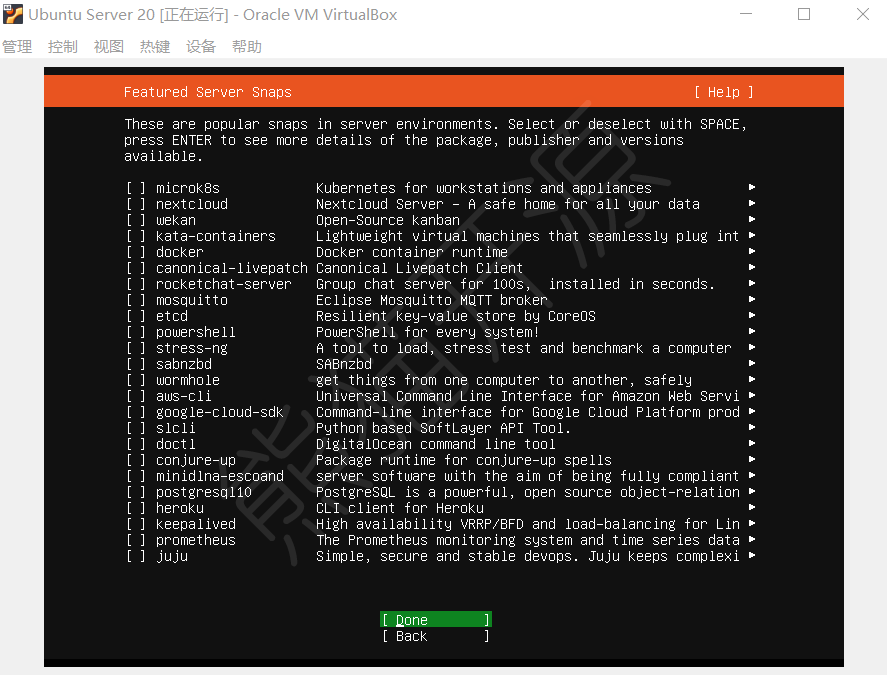 Ubuntu Server 20 [正在运行] - Oracle VM VirtualBox
管理 控制 视图 热键 设备 帮助
Featured Server Snaps [ Help ]
These are popular snaps in server environments. Select or deselect with SPACE,
press ENTER to see more details of the package, publisher and versions
available.
[ ] microk8s Kubernetes for workstations and appliances ▸
[ ] nextcloud Nextcloud Server - A safe home for all your data ▸
[ ] wekan Open-Source kanban ▸
[ ] kata-containers Lightweight virtual machines that seamlessly plug int ▸
[ ] docker Docker container runtime ▸
[ ] canonical-livepatch Canonical Livepatch Client ▸
[ ] rocketchat-server Group chat server for 100s, installed in seconds. ▸
[ ] mosquitto Eclipse Mosquitto MQTT broker ▸
[ ] etcd Resilient key-value store by CoreOS ▸
[ ] powershell PowerShell for every system! ▸
[ ] stress-ng A tool to load, stress test and benchmark a computer ▸
[ ] sabnzbd SABnzbd ▸
[ ] wormhole get things from one computer to another, safely ▸
[ ] aws-cli Universal Command Line Interface for Amazon Web Servi ▸
[ ] google-cloud-sdk Command-line interface for Google Cloud Platform prod ▸
[ ] slcli Python based SoftLayer API Tool. ▸
[ ] doctl DigitalOcean command line tool ▸
[ ] conjure-up Package runtime for conjure-up spells ▸
[ ] minidlna-escoand server software with the aim of being fully compliant ▸
[ ] postgresql10 PostgreSQL is a powerful, open source object-relation ▸
[ ] heroku CLI client for Heroku ▸
[ ] keepalived High availability VRRP/BFD and load-balancing for Lin ▸
[ ] prometheus The Prometheus monitoring system and time series data ▸
[ ] juju Simple, secure and stable devops. Juju keeps complexi ▸
[ Done ]
[ Back ]
熊猫开源